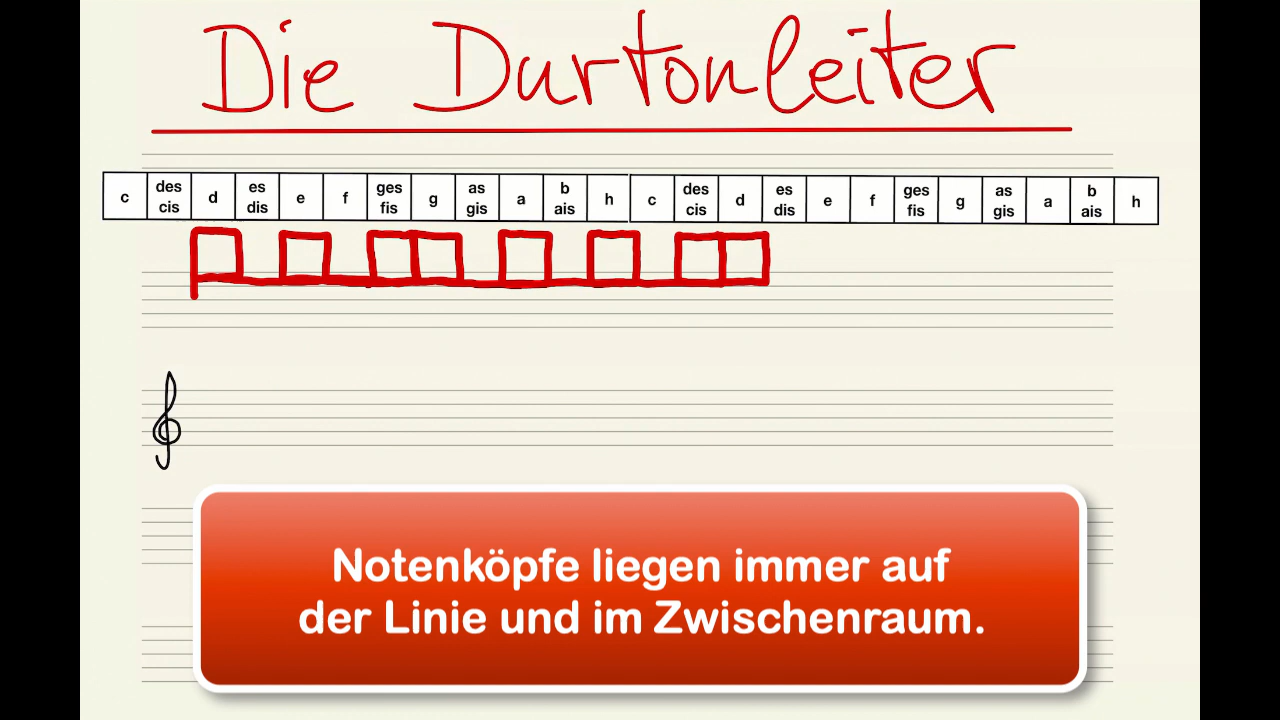 Die Durtonleiter
c des cis d es dis e f ges fis g as gis a b ais h c des cis d es dis e f ges fis g as gis a b ais h
Notenköpfe liegen immer auf
der Linie und im Zwischenraum.